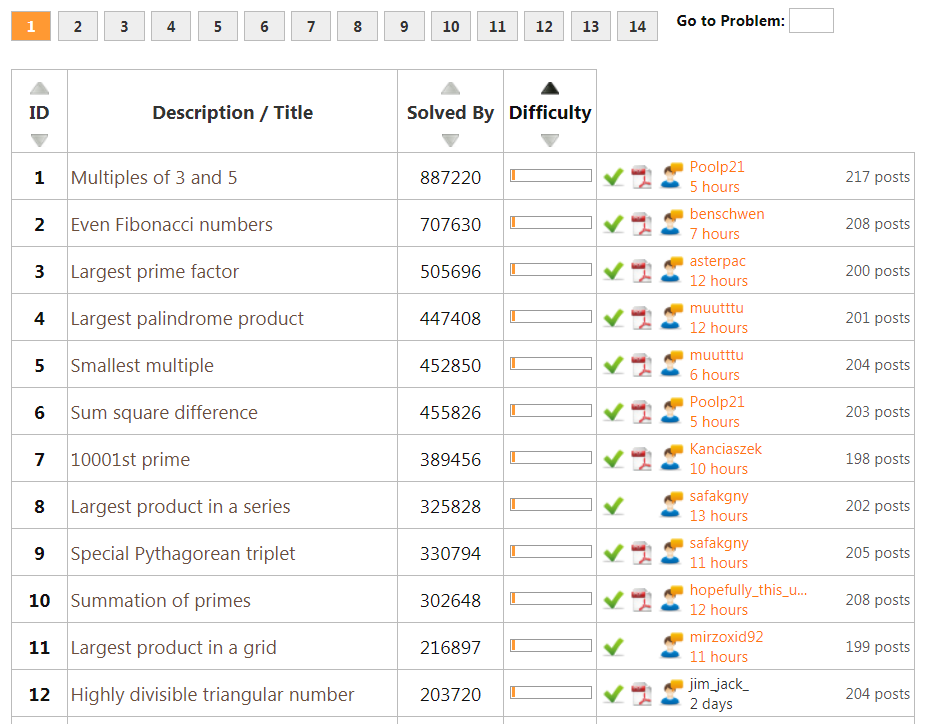 1 2 3 4 5 6 7 8 9 10 11 12 13 14 Go to Problem:
ID Description / Title Solved By Difficulty
1 Multiples of 3 and 5 887220 Poolp21 217 posts
5 hours
2 Even Fibonacci numbers 707630 benschwen 208 posts
7 hours
3 Largest prime factor 505696 asterpac 200 posts
12 hours
4 Largest palindrome product 447408 muutttu 201 posts
12 hours
5 Smallest multiple 452850 muutttu 204 posts
6 hours
6 Sum square difference 455826 Poolp21 203 posts
5 hours
7 10001st prime 389456 Kanciaszek 198 posts
10 hours
8 Largest product in a series 325828 safakgny 202 posts
13 hours
9 Special Pythagorean triplet 330794 safakgny 205 posts
11 hours
10 Summation of primes 302648 hopefully_this_u... 208 posts
12 hours
11 Largest product in a grid 216897 mirzoxid92 199 posts
11 hours
12 Highly divisible triangular number 203720 jim_jack_ 204 posts
2 days